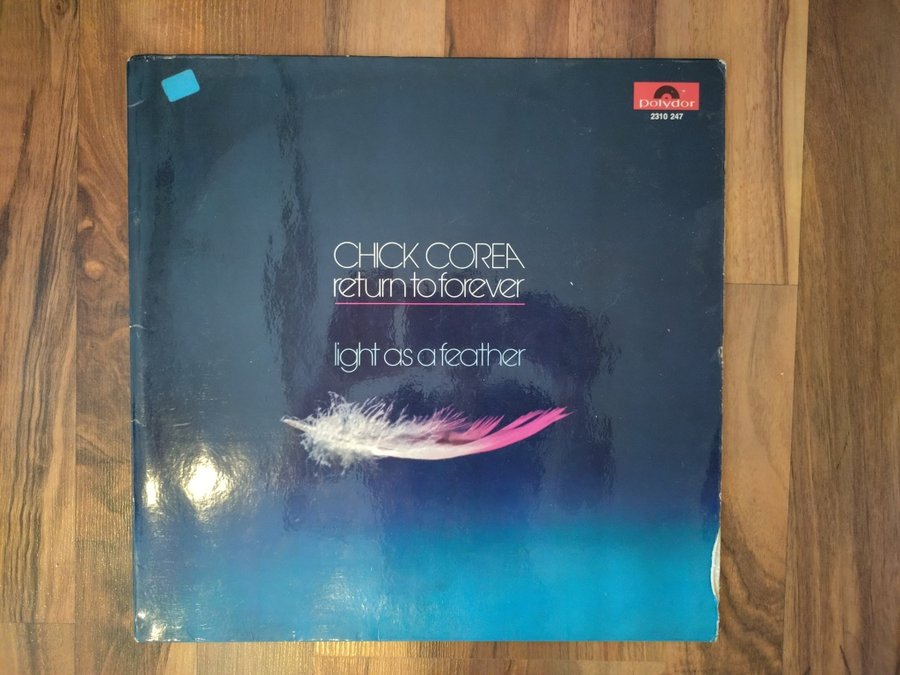 polydor
2310 247
CHICK COREA
return to forever
light as a feather